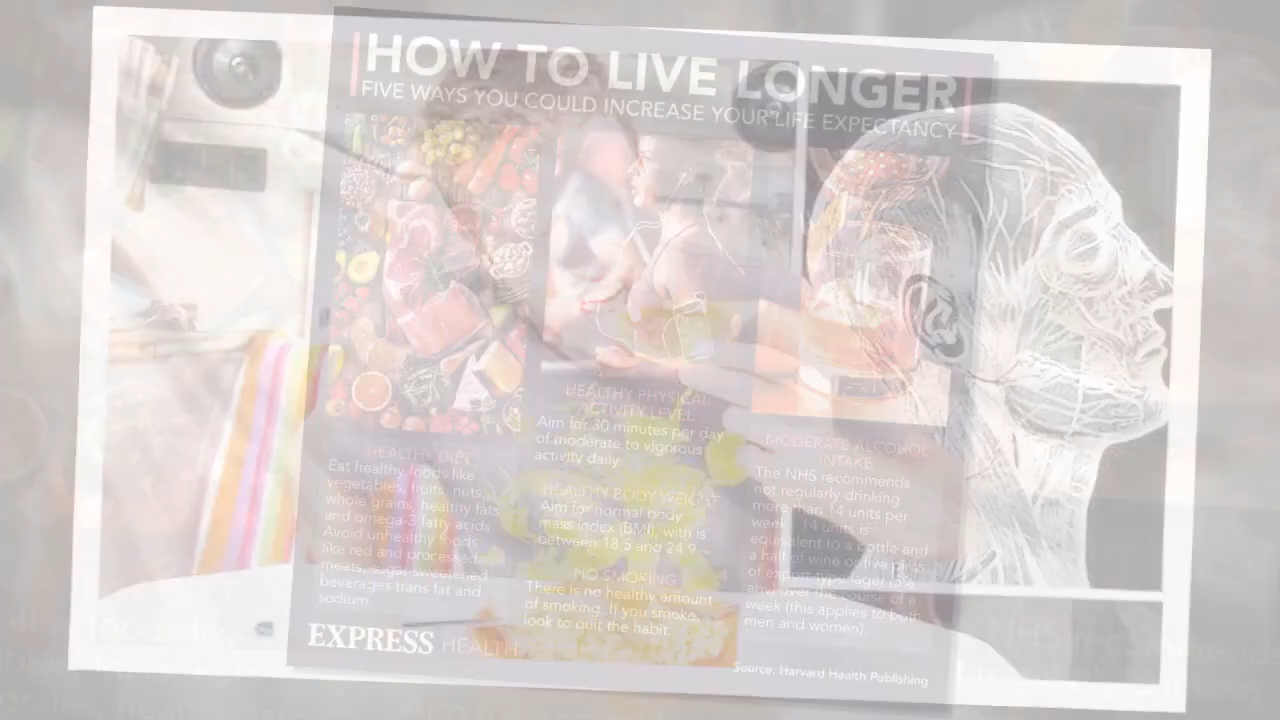 HOW TO LIVE LONGER
FIVE WAYS YOU COULD INCREASE YOUR LIFE EXPECTANCY
HEALTHY DIET
Eat healthy foods like
vegetables, fruits, nuts,
whole grains, healthy fats
and omega-3 fatty acids
Avoid unhealthy foods
like red and processed
meats, sugar-sweetened
beverages trans fat and
sodium.
HEALTHY PHYSICAL
ACTIVITY LEVEL
Aim for 30 minutes per day
of moderate to vigorous
activity daily.
HEALTHY BODY WEIGHT
Aim for normal body
mass index (BMI), with is
between 18.5 and 24.9.
NO SMOKING
There is no healthy amount
of smoking. If you smoke,
look to quit the habit.
MODERATE ALCOHOL
INTAKE
The NHS recommends
not regularly drinking
more than 14 units per
week 14 units is
equivalent to a bottle and
a half of wine or five pints
of export-type lager (5%
abv) over the course of a
week (this applies to both
men and women)
EXPRESS HEALTH
Source: Harvard Health Publishing